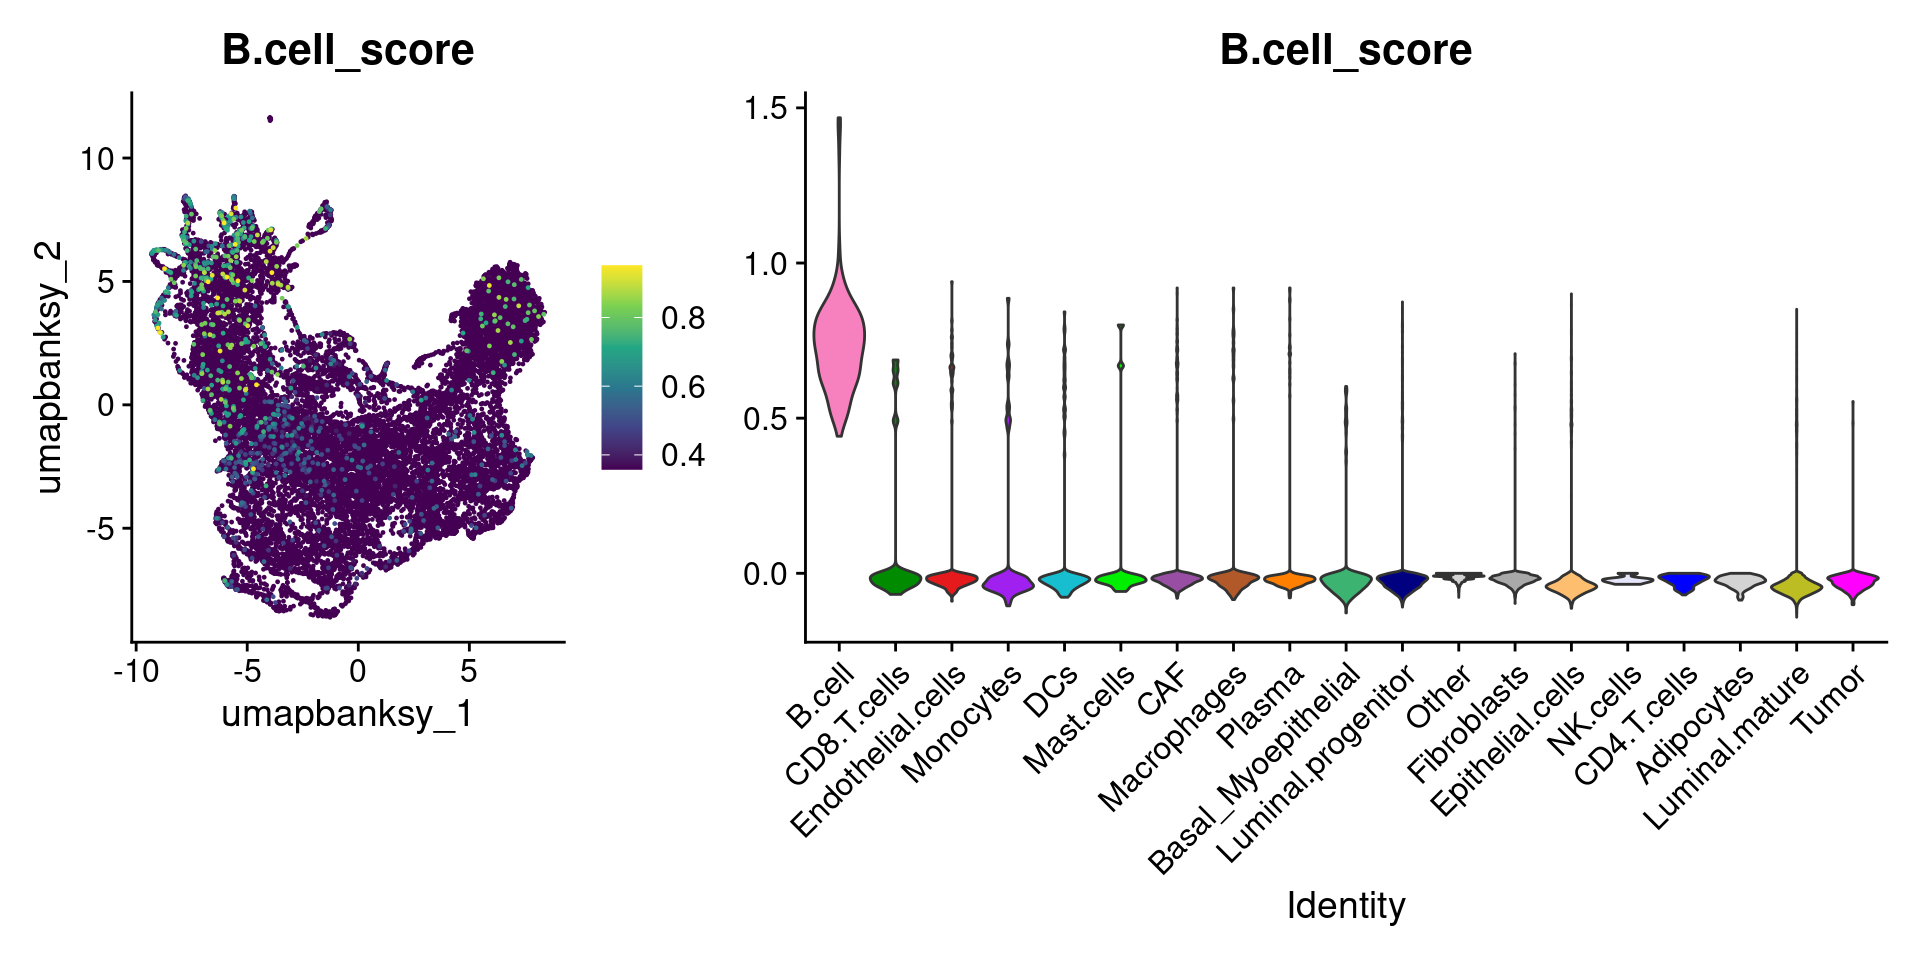 B.cell_score
10
5
0
-5
-10
-5
0
5
umapbanksy_2
umapbanksy_1
0.8
0.6
0.4
B.cell_score
1.5
1.0
0.5
0.0
B.cell
CD8.T.cells
Endothelial.cells
Monocytes
DCs
Mast.cells
CAF
Macrophages
Plasma
Basal_Myoepithelial
Luminal.progenitor
Other
Fibroblasts
Epithelial.cells
NK.cells
CD4.T.cells
Adipocytes
Luminal.mature
Tumor
Identity